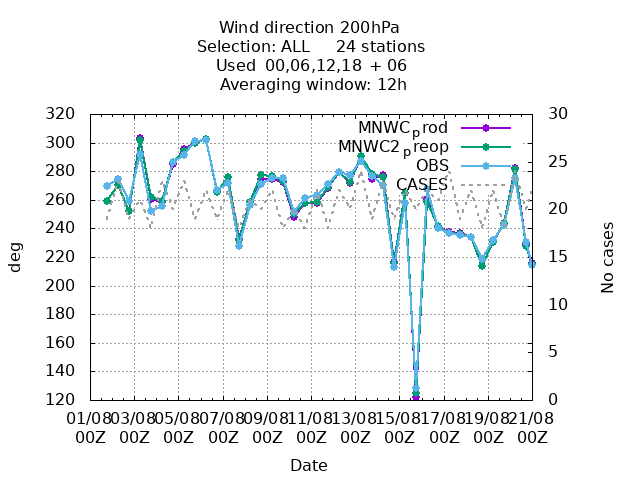 Wind direction 200hPa
Selection: ALL 24 stations
Used 00,06,12,18 + 06
Averaging window: 12h
320
300
280
260
240
220
200
180
160
140
120
deg
30
25
20
15
10
5
0
No cases
MNWCprod
MNWC2preop
OBS
CASES
01/08 03/08 05/08 07/08 09/08 11/08 13/08 15/08 17/08 19/08 21/08
00Z 00Z 00Z 00Z 00Z 00Z 00Z 00Z 00Z 00Z 00Z
Date